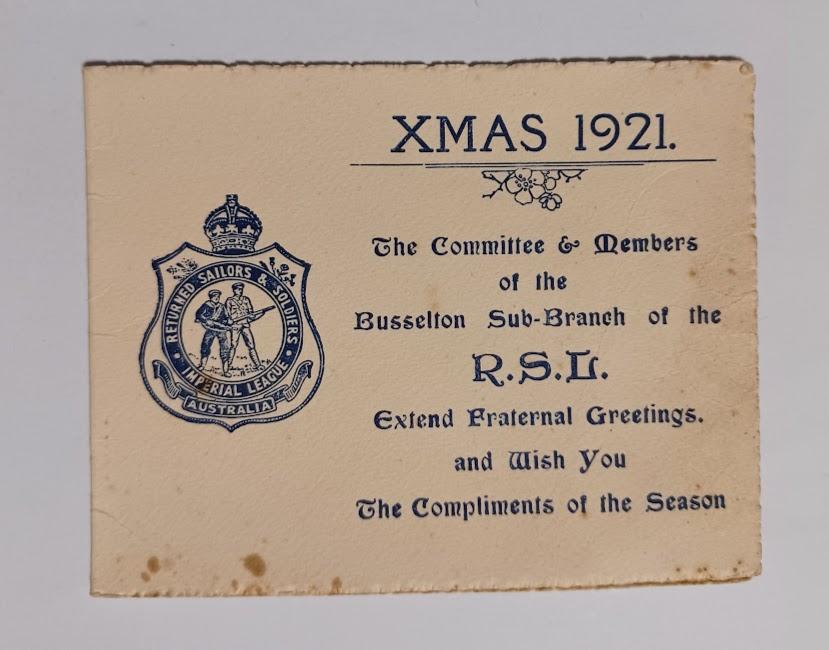 XMAS 1921.
RETURNED SAILORS & SOLDIERS
IMPERIAL LEAGUE
AUSTRALIA
The Committee & Members
of the
Busselton Sub-Branch of the
R.S.L.
Extend Fraternal Greetings.
and Wish You
The Compliments of the Season